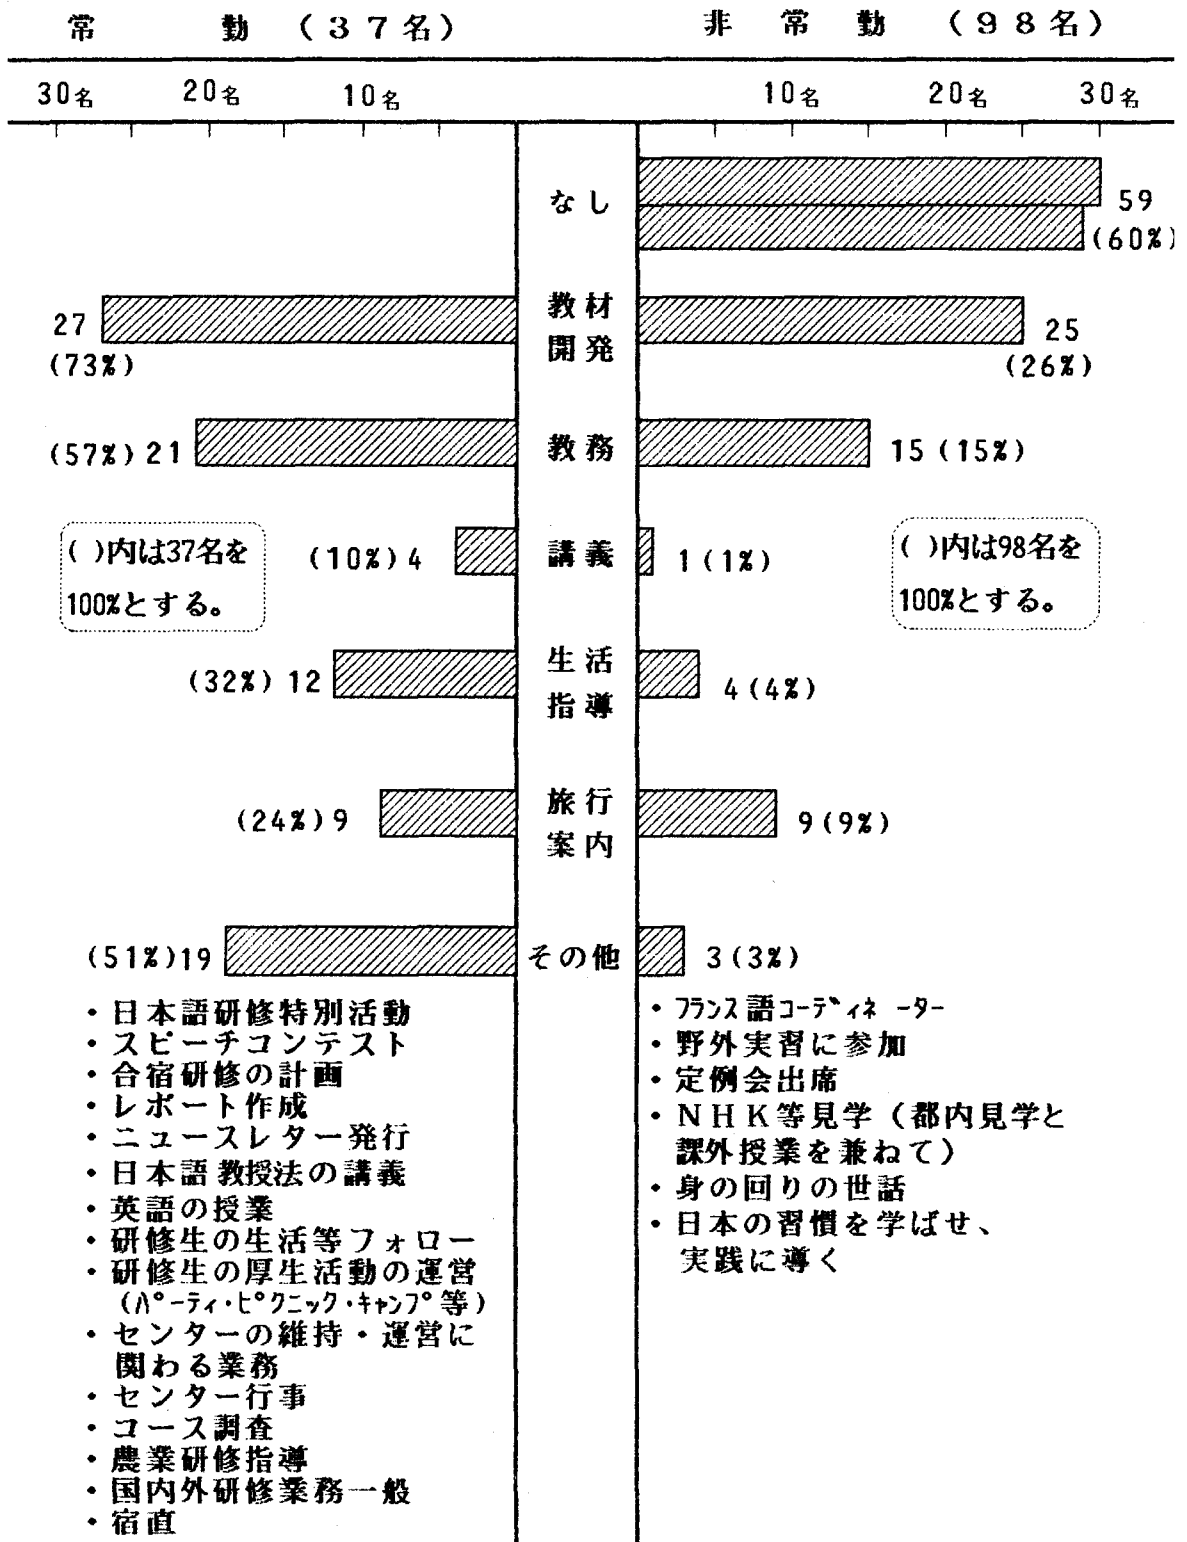 常　勤（37名）　非　常　勤（98名）
30名　20名　10名　10名　20名　30名
なし
59
(60%)
27
(73%)
教材
開発
25
(26%)
(57%) 21　教務　15 (15%)
( )内は37名を
100%とする。
(10%) 4　講義　1 (1%)
( )内は98名を
100%とする。
(32%) 12
生活
指導
4 (4%)
(24%) 9
旅行
案内
9 (9%)
(51%) 19　その他　3 (3%)
・日本語研修特別活動
・スピーチコンテスト
・合宿研修の計画
・レポート作成
・ニュースレター発行
・日本語教授法の講義
・英語の授業
・研修生の生活等フォロー
・研修生の厚生活動の運営
（ﾊﾟｰﾃｨ・ﾋﾟｸﾆｯｸ・ｷｬﾝﾌﾟ等）
・センターの維持・運営に
関わる業務
・センター行事
・コース調査
・農業研修指導
・国内外研修業務一般
・宿直
・ﾌﾗﾝｽ語ｺｰﾃﾞｨﾈｰﾀｰ
・野外実習に参加
・定例会出席
・NHK等見学（都内見学と
課外授業を兼ねて）
・身の回りの世話
・日本の習慣を学ばせ、
実践に導く